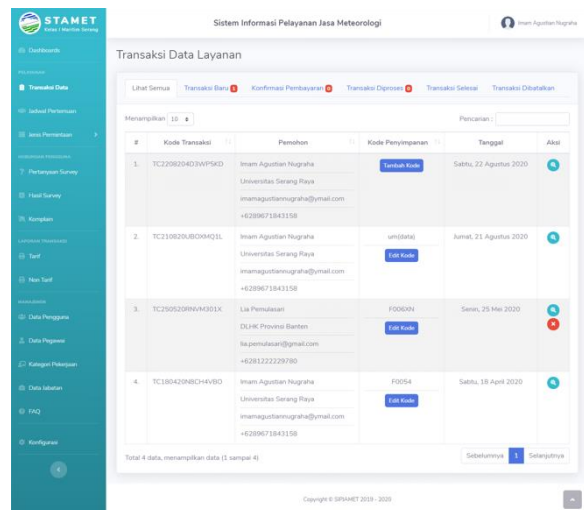 STAMET
Kelas I Maritim Serang
Sistem Informasi Pelayanan Jasa Meteorologi
Imam Agustian Nugraha
Dashboards
Transaksi Data
Jadwal Pertemuan
Jenis Permintaan
Pertanyaan Survey
Hasil Survey
Komplain
Tarif
Non Tarif
Data Pengguna
Data Pegawai
Kategori Pekerjaan
Data Jabatan
FAQ
Konfigurasi
Transaksi Data Layanan
Lihat Semua Transaksi Baru Konfirmasi Pembayaran Transaksi Diproses Transaksi Selesai Transaksi Dibatalkan
Menampilkan 10 Pencarian :
# Kode Transaksi Pemohon Kode Penyimpanan Tanggal Aksi
1. TC2208204D3WP5KD Imam Agustian Nugraha Tambah Kode Sabtu, 22 Agustus 2020
Universitas Serang Raya
imamagustiannugraha@ymail.com
+6289671843158
2. TC210820UBOXMQ1L Imam Agustian Nugraha um(data) Jumat, 21 Agustus 2020
Universitas Serang Raya Edit Kode
imamagustiannugraha@ymail.com
+6289671843158
3. TC250520RNVM301X Lia Pemulasari F006XN Senin, 25 Mei 2020
DLHK Provinsi Banten Edit Kode
lia.pemulasari@gmail.com
+6281222229780
4. TC180420N8CH4VBO Imam Agustian Nugraha F0054 Sabtu, 18 April 2020
Universitas Serang Raya Edit Kode
imamagustiannugraha@ymail.com
+6289671843158
Total 4 data, menampilkan data (1 sampai 4) Sebelumnya 1 Selanjutnya
Copyright © SIPJAMET 2019 - 2020